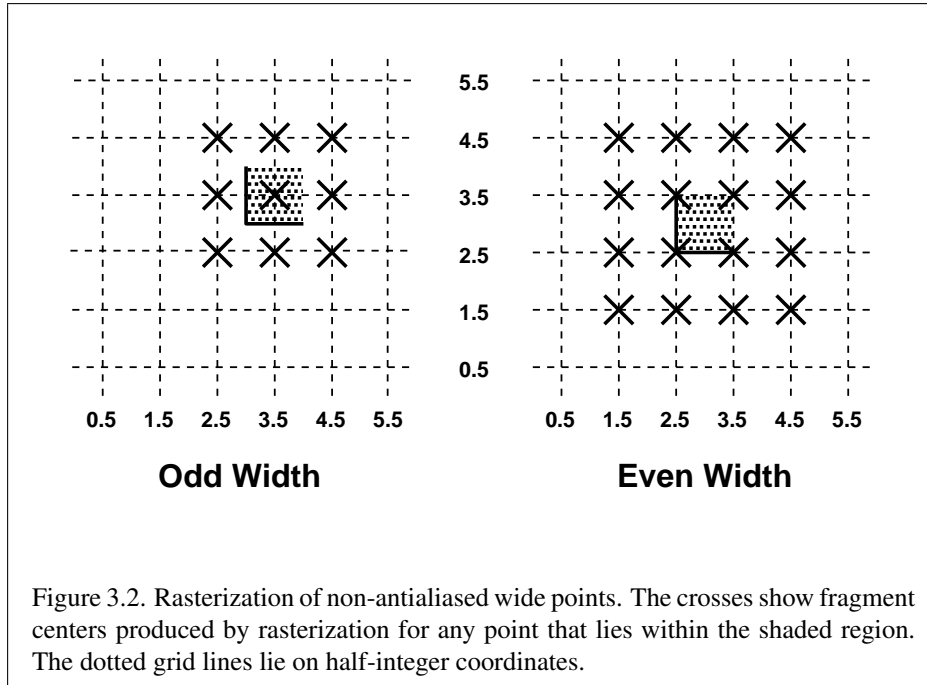 5.5
4.5
3.5
2.5
1.5
0.5
0.5 1.5 2.5 3.5 4.5 5.5
0.5 1.5 2.5 3.5 4.5 5.5
Odd Width
Even Width
Figure 3.2. Rasterization of non-antialiased wide points. The crosses show fragment
centers produced by rasterization for any point that lies within the shaded region.
The dotted grid lines lie on half-integer coordinates.